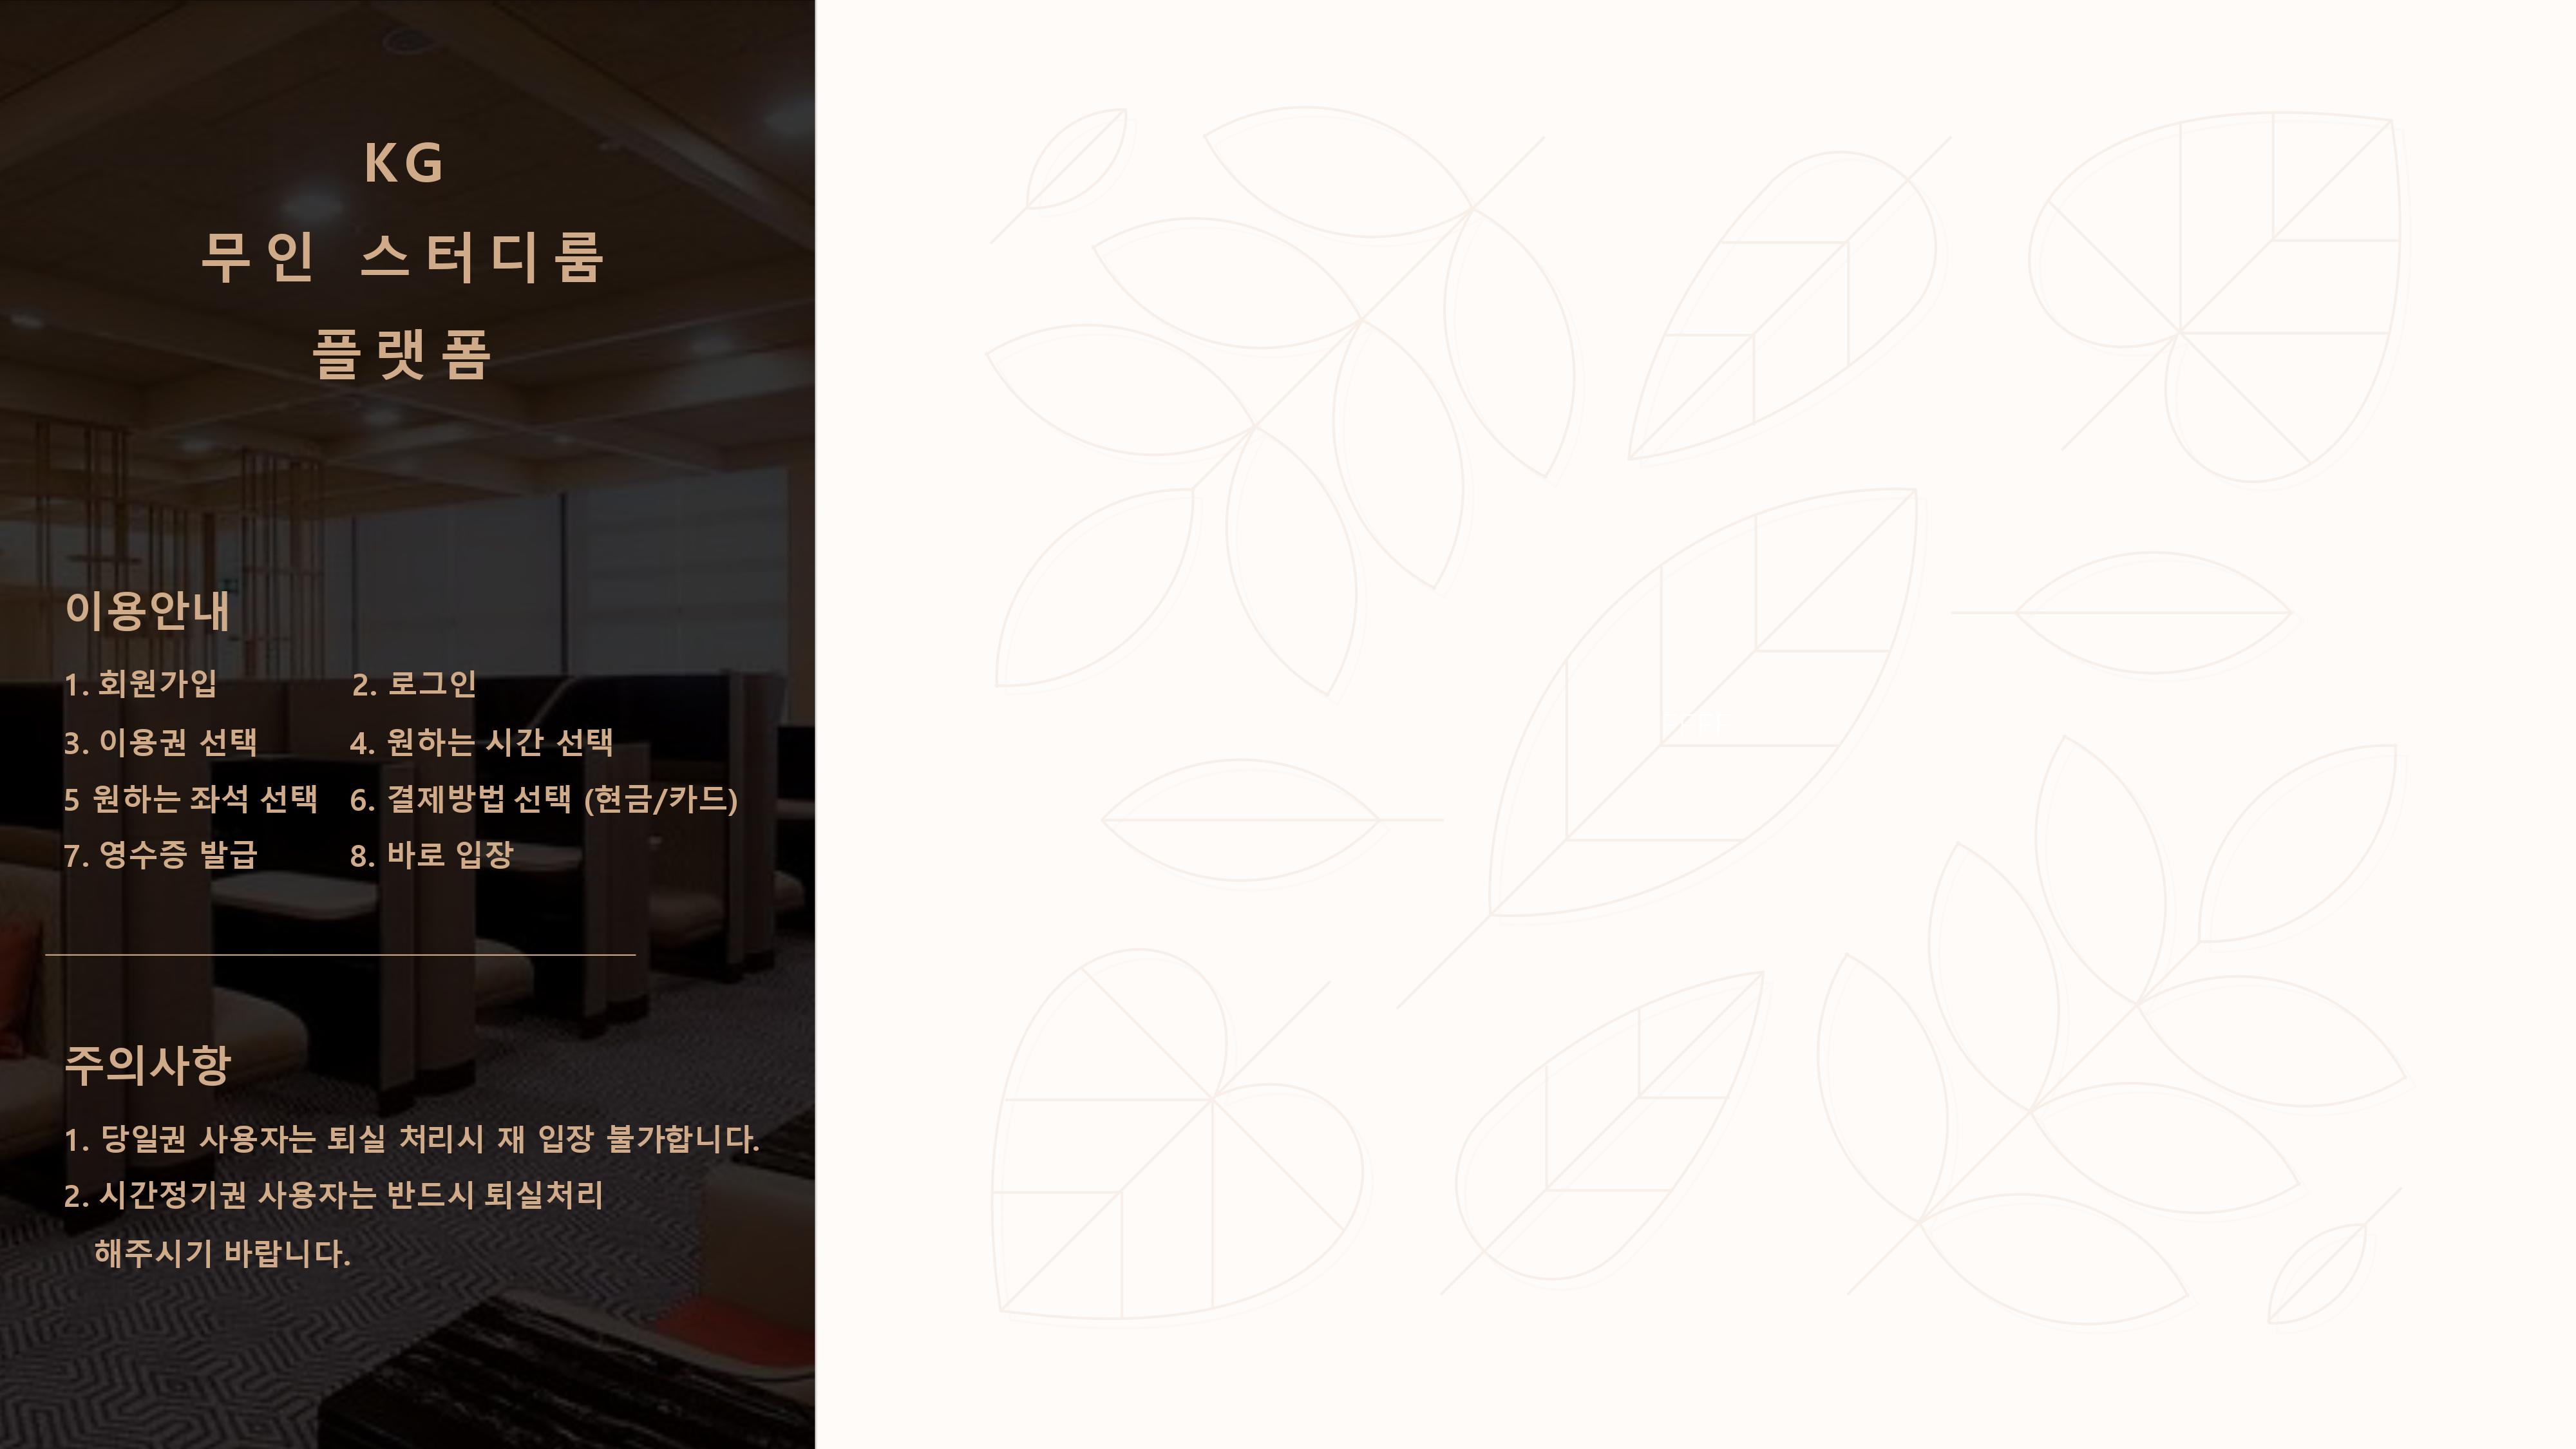 KG
무인 스터디룸
플랫폼
이용안내
1. 회원가입 2. 로그인
3. 이용권 선택 4. 원하는 시간 선택
5 원하는 좌석 선택 6. 결제방법 선택 (현금/카드)
7. 영수증 발급 8. 바로 입장
주의사항
1. 당일권 사용자는 퇴실 처리시 재 입장 불가합니다.
2. 시간정기권 사용자는 반드시 퇴실처리
해주시기 바랍니다.